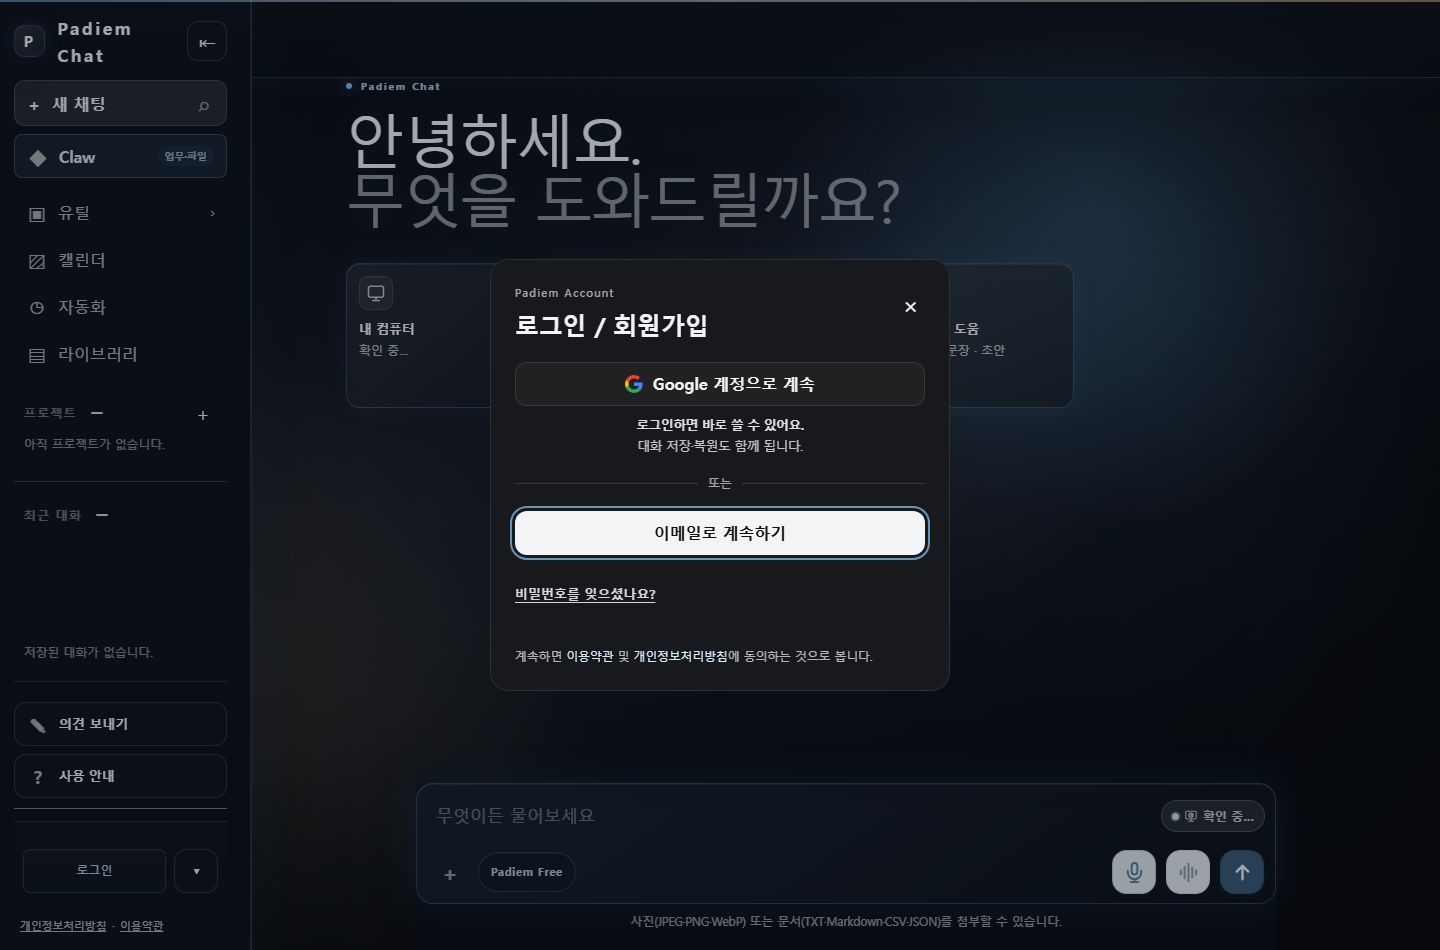 P
Padiem
Chat
+ 새 채팅
Claw 업무·파일
유틸
캘린더
자동화
라이브러리
프로젝트
아직 프로젝트가 없습니다.
최근 대화
저장된 대화가 없습니다.
의견 보내기
? 사용 안내
로그인
개인정보처리방침 · 이용약관
Padiem Chat
안녕하세요.
무엇을 도와드릴까요?
내 컴퓨터
확인 중...
도움
문장 · 초안
Padiem Account
로그인 / 회원가입
Google 계정으로 계속
로그인하면 바로 쓸 수 있어요.
대화 저장·복원도 함께 됩니다.
또는
이메일로 계속하기
비밀번호를 잊으셨나요?
계속하면 이용약관 및 개인정보처리방침에 동의하는 것으로 봅니다.
무엇이든 물어보세요
확인 중...
Padiem Free
사진(JPEG·PNG·WebP) 또는 문서(TXT·Markdown·CSV·JSON)를 첨부할 수 있습니다.